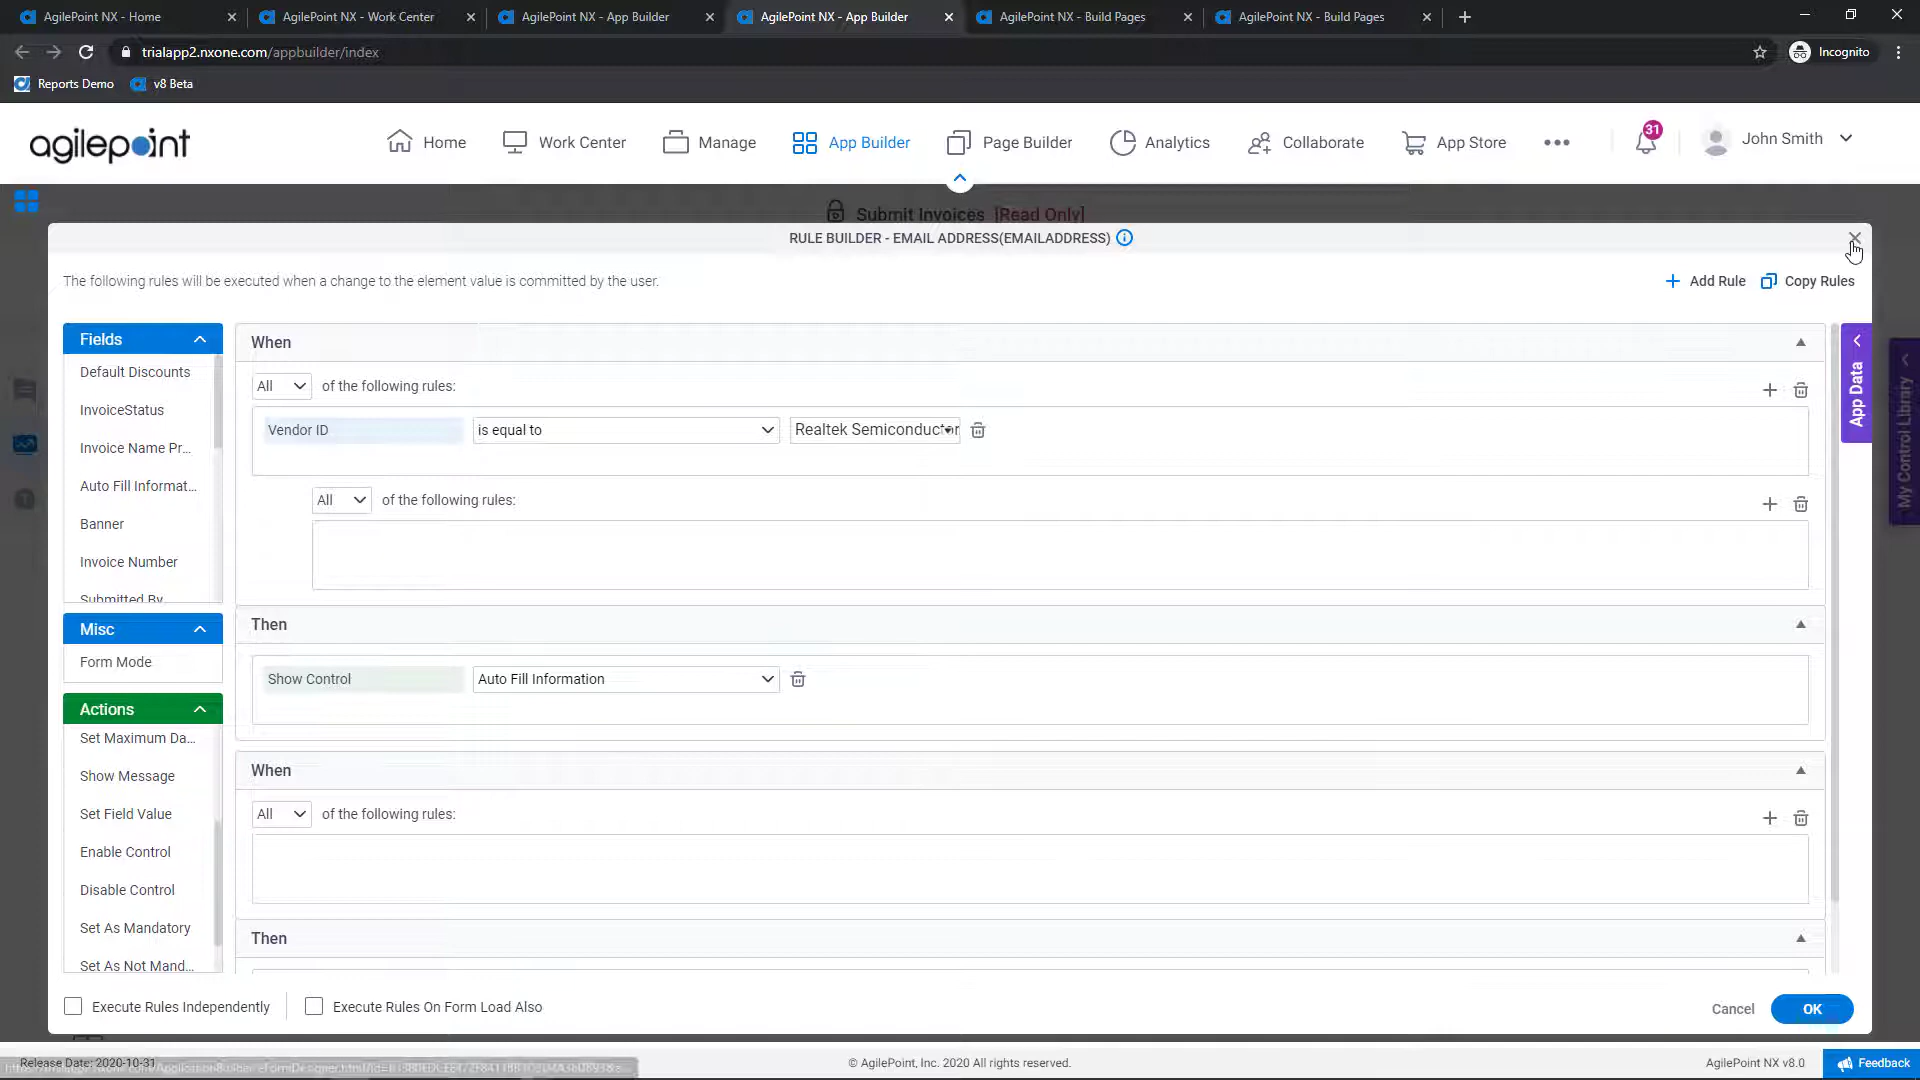 AgilePoint NX - Home
AgilePoint NX - Work Center
AgilePoint NX - App Builder
AgilePoint NX - App Builder
AgilePoint NX - Build Pages
AgilePoint NX - Build Pages
trialapp2.nxone.com/appbuilder/index
Incognito
Reports Demo
v8 Beta
agilepoint
Home
Work Center
Manage
App Builder
Page Builder
Analytics
Collaborate
App Store
31
John Smith
Submit Invoices [Read Only]
RULE BUILDER - EMAIL ADDRESS(EMAILADDRESS)
The following rules will be executed when a change to the element value is committed by the user.
Add Rule
Copy Rules
Fields
Default Discounts
InvoiceStatus
Invoice Name Pr...
Auto Fill Informat...
Banner
Invoice Number
Submitted By
Misc
Form Mode
Actions
Set Maximum Da...
Show Message
Set Field Value
Enable Control
Disable Control
Set As Mandatory
Set As Not Mand...
When
All of the following rules:
Vendor ID
is equal to
Realtek Semiconductor
All of the following rules:
Then
Show Control
Auto Fill Information
When
All of the following rules:
Then
App Data
My Control Library
Execute Rules Independently
Execute Rules On Form Load Also
Cancel
OK
Release Date: 2020-10-31
© AgilePoint, Inc. 2020 All rights reserved.
AgilePoint NX v8.0
Feedback